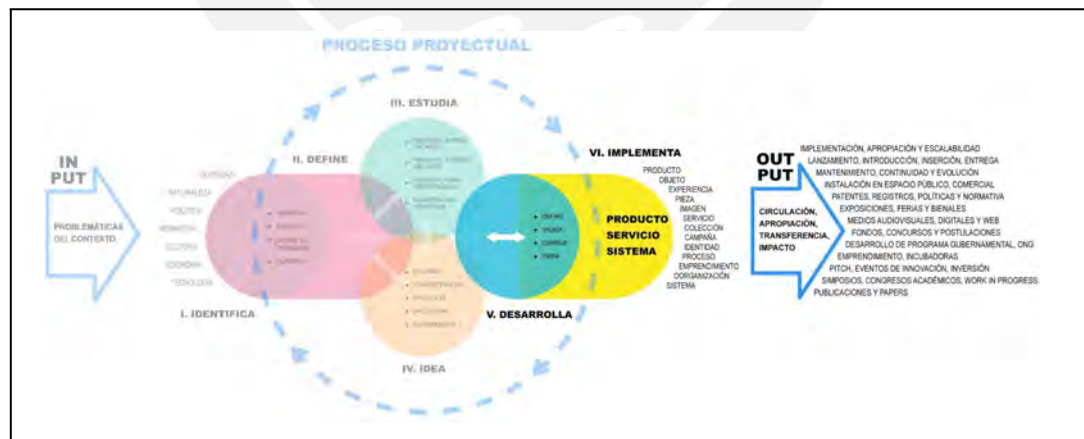 PROCESO PROYECTUAL
III. ESTUDIA
IN
PUT
PROBLEMÁTICAS
DEL CONTEXTO
II. DEFINE
NATURALEZA
POLÍTICA
ECONOMÍA
TECNOLOGÍA
I. IDENTIFICA
IV. IDEA
V. DESARROLLA
VI. IMPLEMENTA
PRODUCTO
SERVICIO
SISTEMA
PRODUCTO
OBJETO
EXPERIENCIA
PIEZA
IMAGEN
SERVICIO
COLECCIÓN
CAMPAÑA
IDENTIDAD
PROCESO
EMPRENDIMIENTO
OORGANIZACIÓN
SISTEMA
OUT
PUT
CIRCULACIÓN,
APROPIACIÓN,
TRANSFERENCIA,
IMPACTO
IMPLEMENTACIÓN, APROPIACIÓN Y ESCALABILIDAD
LANZAMIENTO, INTRODUCCIÓN, INSERCIÓN, ENTREGA
MANTENIMIENTO, CONTINUIDAD Y EVOLUCIÓN
INSTALACIÓN EN ESPACIO PÚBLICO, COMERCIAL
PATENTES, REGISTROS, POLÍTICAS Y NORMATIVA
EXPOSICIONES, FERIAS Y BIENALES
MEDIOS AUDIOVISUALES, DIGITALES Y WEB
FONDOS, CONCURSOS Y POSTULACIONES
DESARROLLO DE PROGRAMA GUBERNAMENTAL, ONG
EMPRENDIMIENTO, INCUBADORAS
PITCH, EVENTOS DE INNOVACIÓN, INVERSIÓN
SIMPOSIOS, CONGRESOS ACADÉMICOS, WORK IN PROGRESS
PUBLICACIONES Y PAPERS